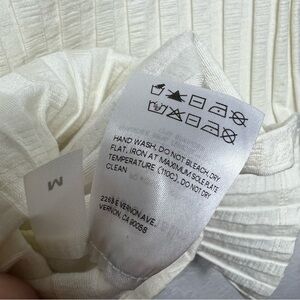 HAND WASH, DO NOT BLEACH, DRY
FLAT, IRON AT MAXIMUM SOLE PLATE
TEMPERATURE (110C), DO NOT DRY
CLEAN
2263 E VERNON AVE.
VERNON, CA 90058
M